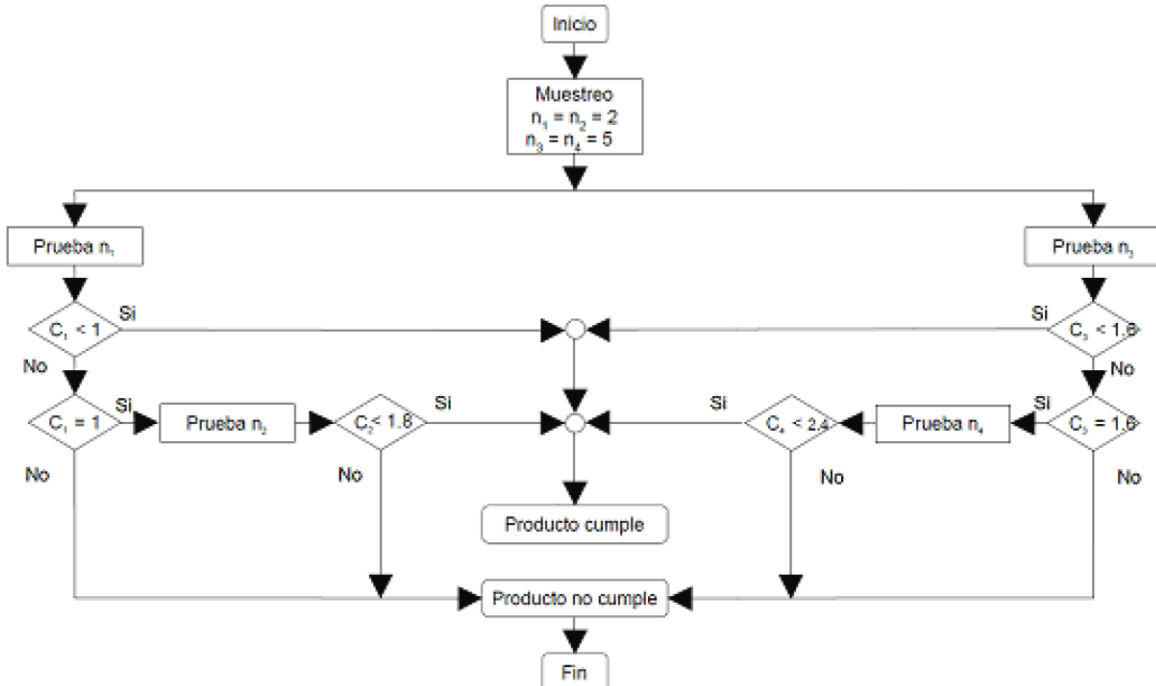 Inicio
Muestreo
n₁ = n₂ = 2
n₃ = n₄ = 5
Prueba n₁
Prueba n₃
C₁ < 1
Si
Si
C₃ < 1.6
No
No
C₁ = 1
Si
Prueba n₂
C₂ < 1.8
Si
Si
C₄ < 2.4
Prueba n₄
Si
C₃ = 1.6
No
No
No
No
Producto cumple
Producto no cumple
Fin